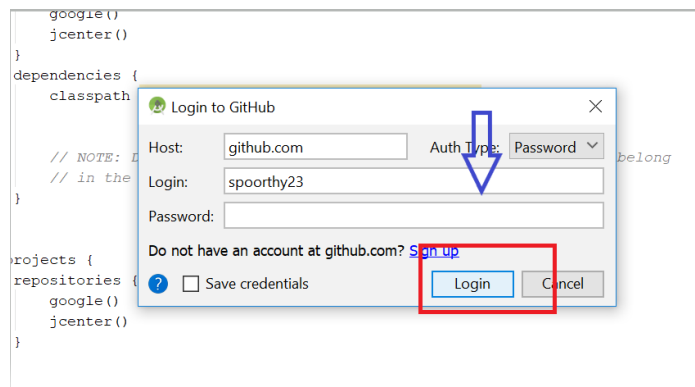 google()
jcenter()
}
dependencies {
classpath
Login to GitHub
Host: github.com Auth Type: Password
// NOTE: D belong
// in the
Login: spoorthy23
}
Password:
Do not have an account at github.com? Sign up
rojects {
repositories {
Save credentials Login Cancel
google()
jcenter()
}